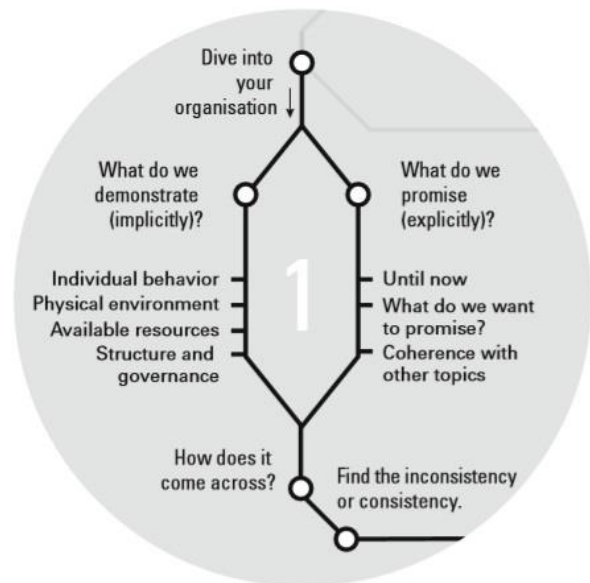 Dive into
your
organisation
What do we
demonstrate
(implicitly)?
What do we
promise
(explicitly)?
1
Individual behavior
Physical environment
Available resources
Structure and
governance
Until now
What do we want
to promise?
Coherence with
other topics
How does it
come across?
Find the inconsistency
or consistency.